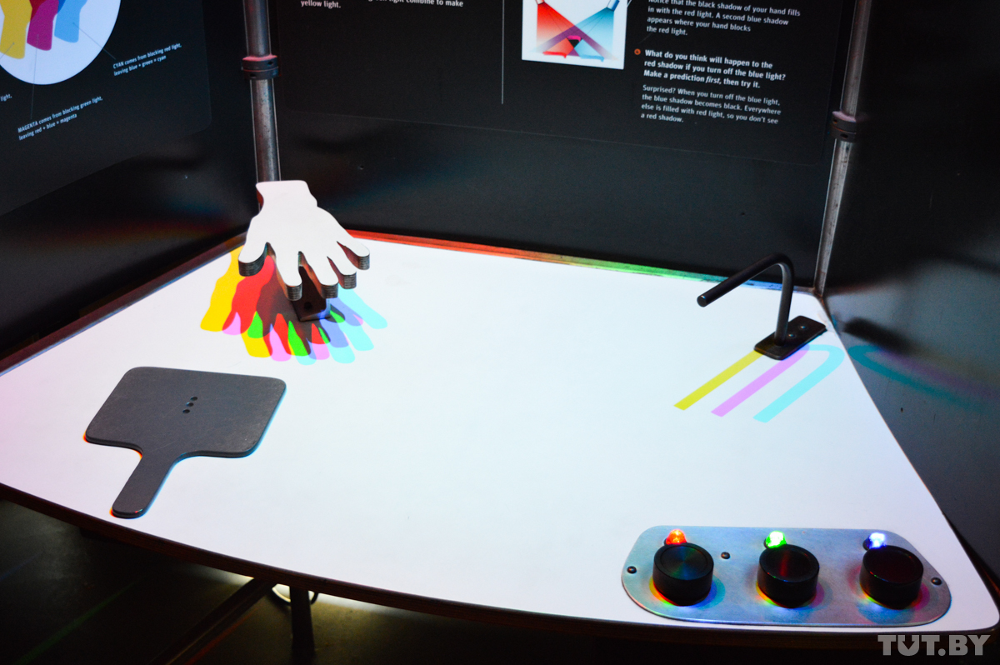 CYAN comes from blocking red light,
leaving blue + green = cyan
light,
MAGENTA comes from blocking green light,
leaving red + blue = magenta
yellow light.
light combine to make
Notice that the black shadow of your hand fills
in with the red light. A second blue shadow
appears where your hand blocks
the red light.
What do you think will happen to the
red shadow if you turn off the blue light?
Make a prediction first, then try it.
Surprised? When you turn off the blue light,
the blue shadow becomes black. Everywhere
else is filled with red light, so you don't see
a red shadow.
TUT.BY